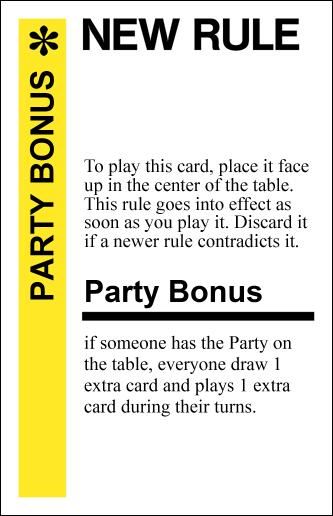 * NEW RULE
PARTY BONUS
To play this card, place it face
up in the center of the table.
This rule goes into effect as
soon as you play it. Discard it
if a newer rule contradicts it.
Party Bonus
if someone has the Party on
the table, everyone draw 1
extra card and plays 1 extra
card during their turns.